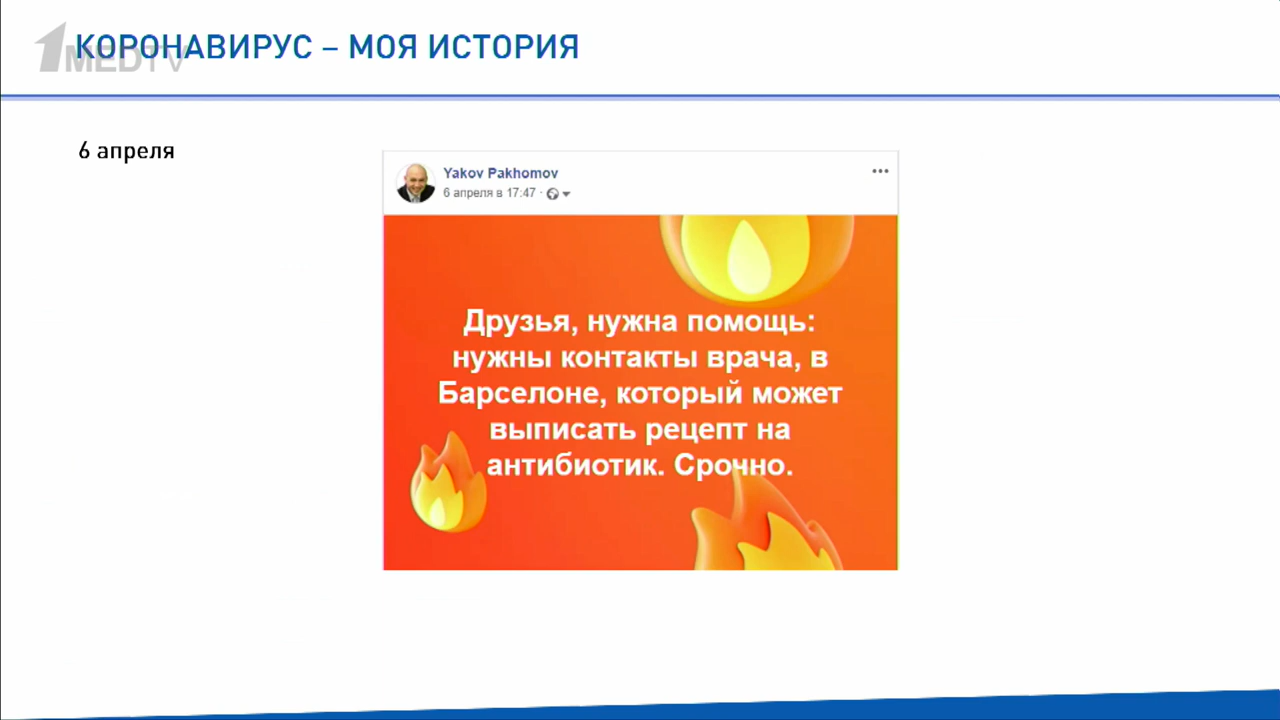 КОРОНАВИРУС – МОЯ ИСТОРИЯ
1MEDTV
6 апреля
Yakov Pakhomov
6 апреля в 17:47 ·
Друзья, нужна помощь:
нужны контакты врача, в
Барселоне, который может
выписать рецепт на
антибиотик. Срочно.